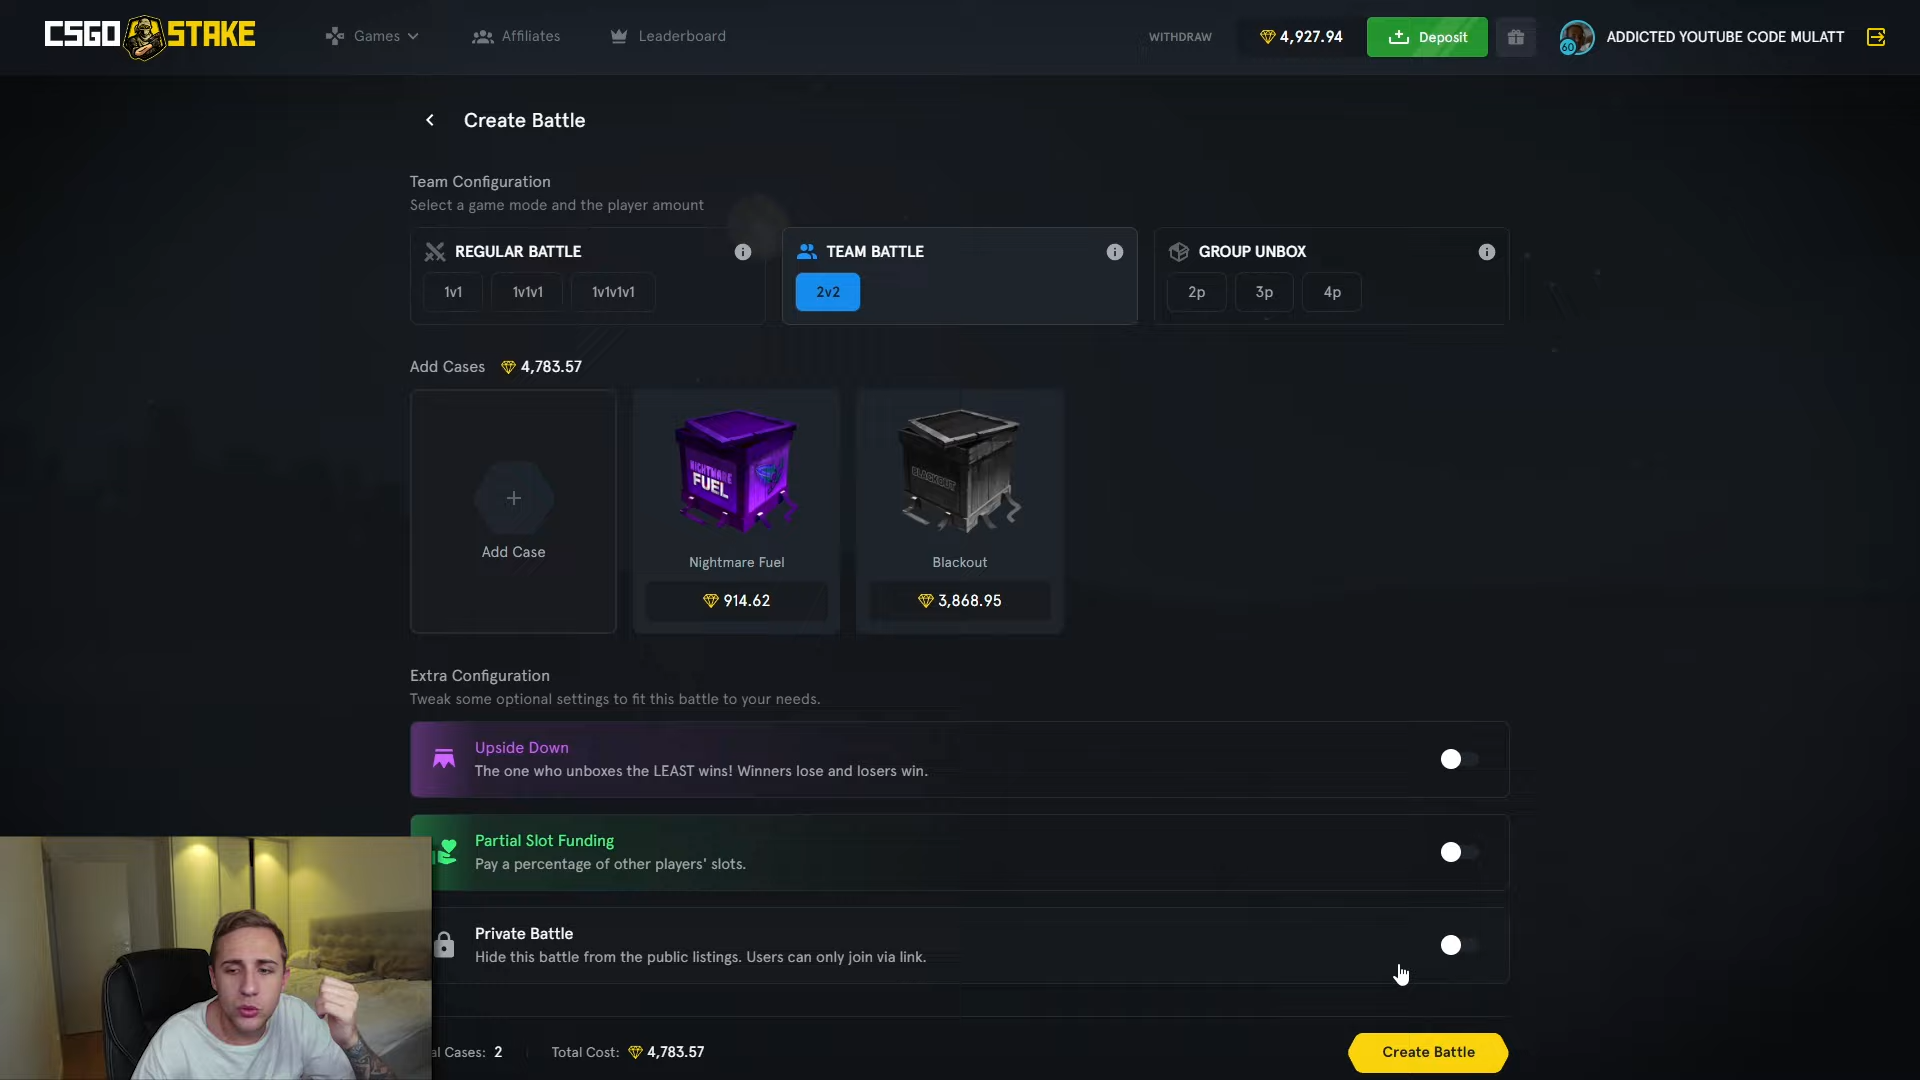 CSGO STAKE
Games
Affiliates
Leaderboard
WITHDRAW
4,927.94
Deposit
60
ADDICTED YOUTUBE CODE MULATT
Create Battle
Team Configuration
Select a game mode and the player amount
REGULAR BATTLE
1v1
1v1v1
1v1v1v1
TEAM BATTLE
2v2
GROUP UNBOX
2p
3p
4p
Add Cases
4,783.57
Add Case
NIGHTMARE
FUEL
Nightmare Fuel
914.62
BLACKOUT
Blackout
3,868.95
Extra Configuration
Tweak some optional settings to fit this battle to your needs.
Upside Down
The one who unboxes the LEAST wins! Winners lose and losers win.
Partial Slot Funding
Pay a percentage of other players' slots.
Private Battle
Hide this battle from the public listings. Users can only join via link.
al Cases: 2
Total Cost: 4,783.57
Create Battle